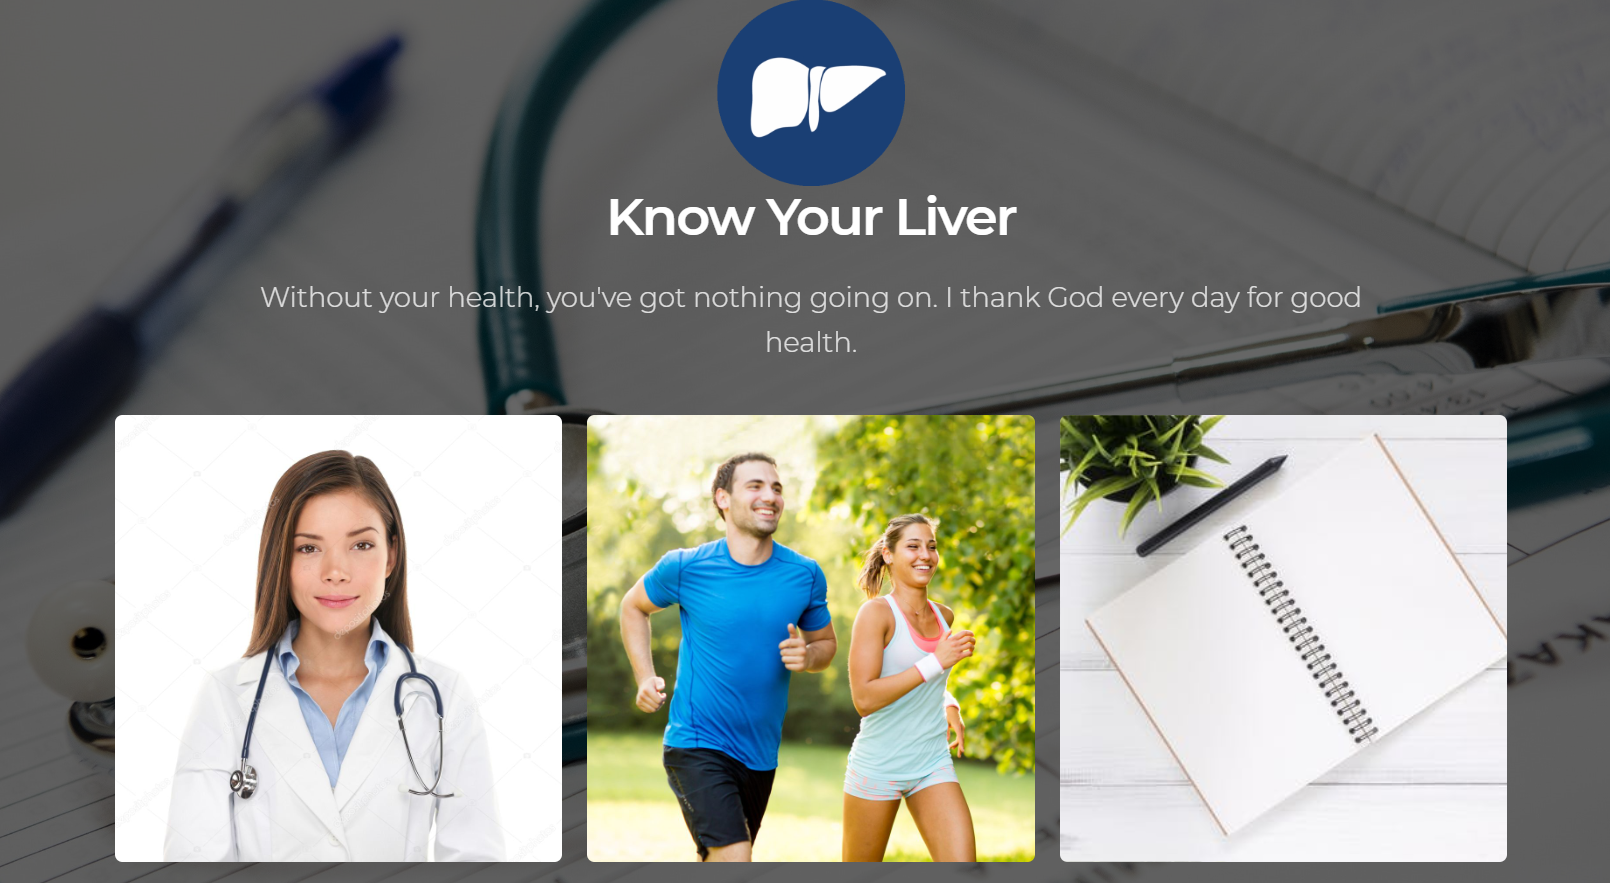 Know Your Liver
Without your health, you've got nothing going on. I thank God every day for good
health.